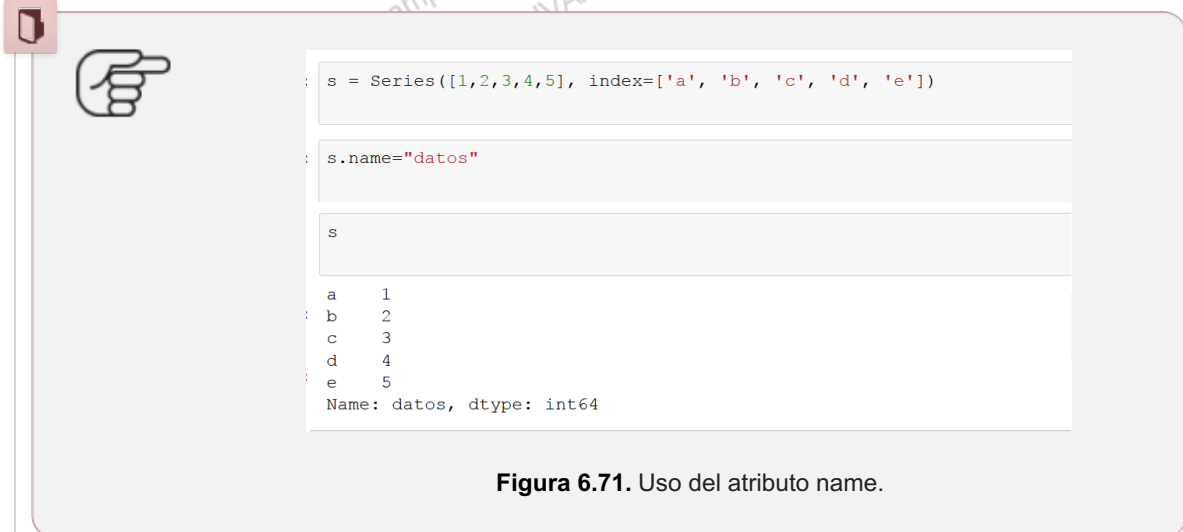 s = Series([1,2,3,4,5], index=['a', 'b', 'c', 'd', 'e'])
s.name="datos"
s
a 1
b 2
c 3
d 4
e 5
Name: datos, dtype: int64
Figura 6.71. Uso del atributo name.